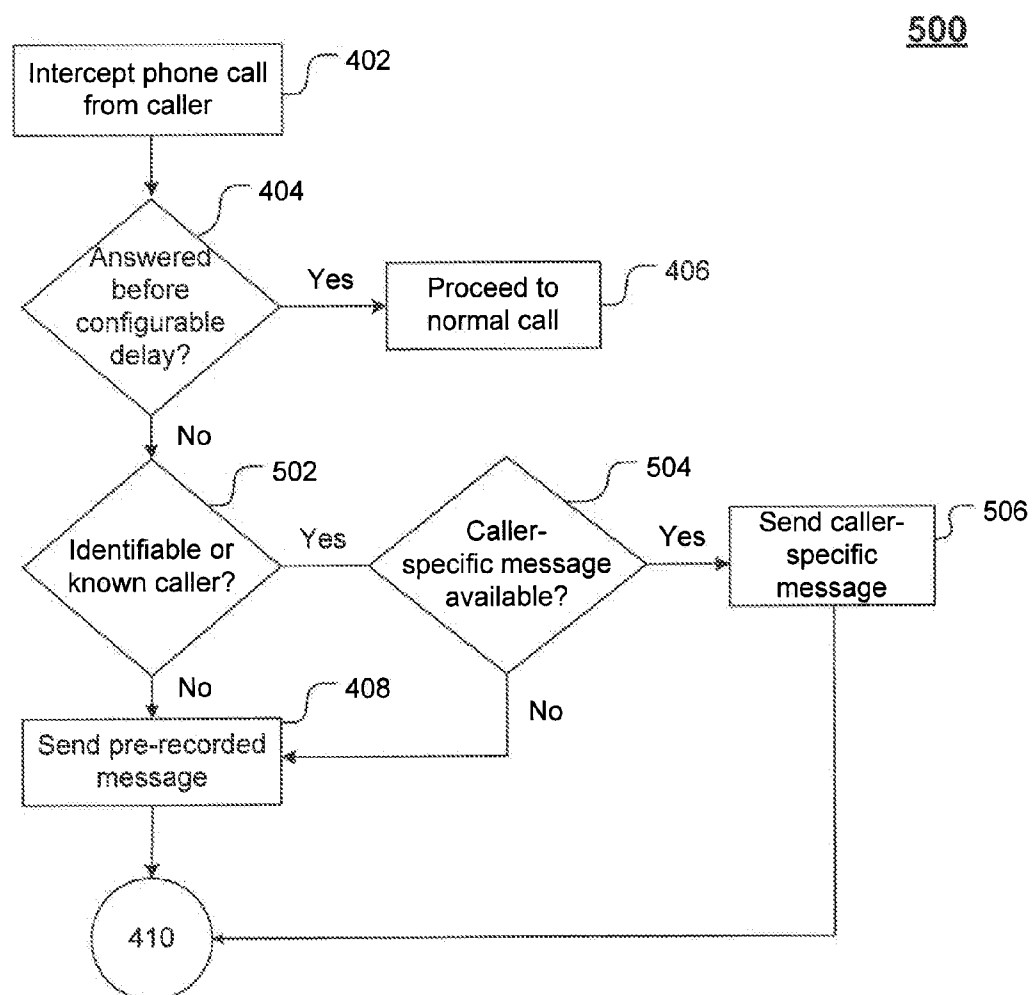 500
Intercept phone call
from caller
402
404
Answered
before
configurable
delay?
Yes
Proceed to
normal call
406
No
502
Identifiable or
known caller?
Yes
504
Caller-
specific message
available?
Yes
Send caller-
specific
message
506
No
408
Send pre-recorded
message
No
410